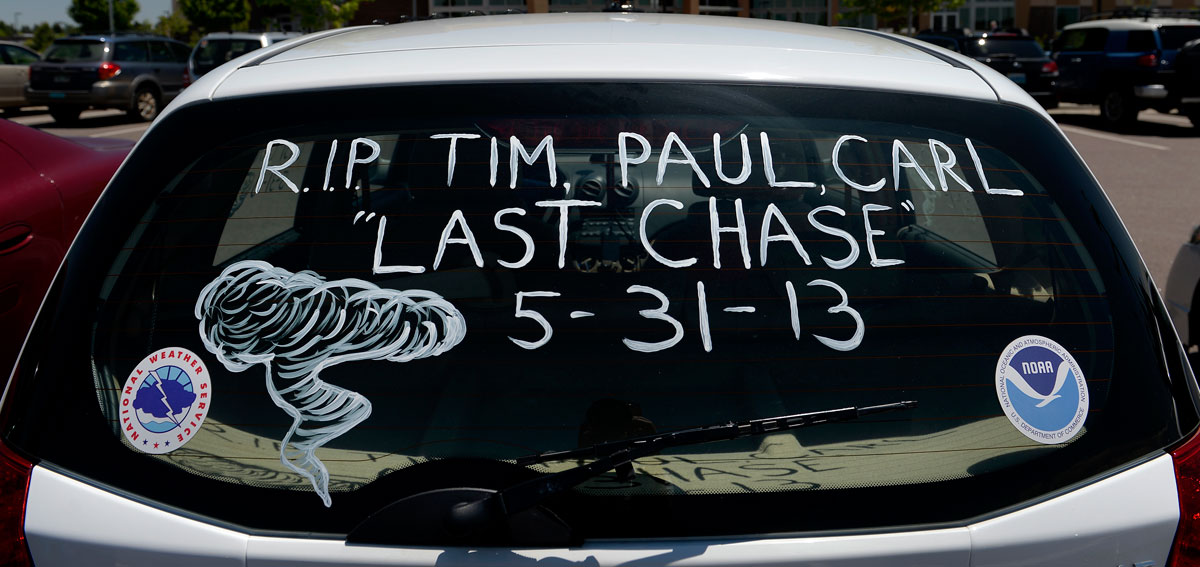 R.I.P TIM, PAUL, CARL
"LAST CHASE"
5-31-13
NATIONAL WEATHER SERVICE
NATIONAL OCEANIC AND ATMOSPHERIC ADMINISTRATION
NOAA
U.S. DEPARTMENT OF COMMERCE